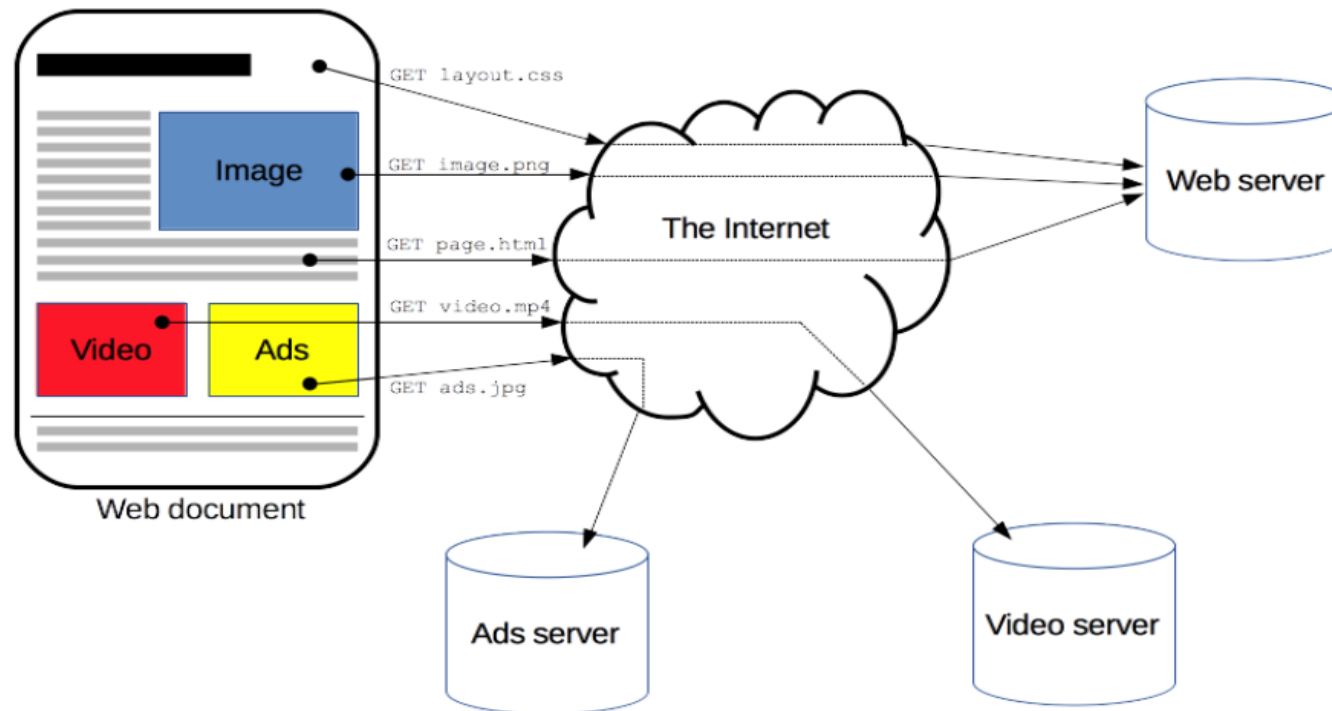 GET layout.css
Image
GET image.png
Web server
The Internet
GET page.html
GET video.mp4
Video
Ads
GET ads.jpg
Web document
Ads server
Video server